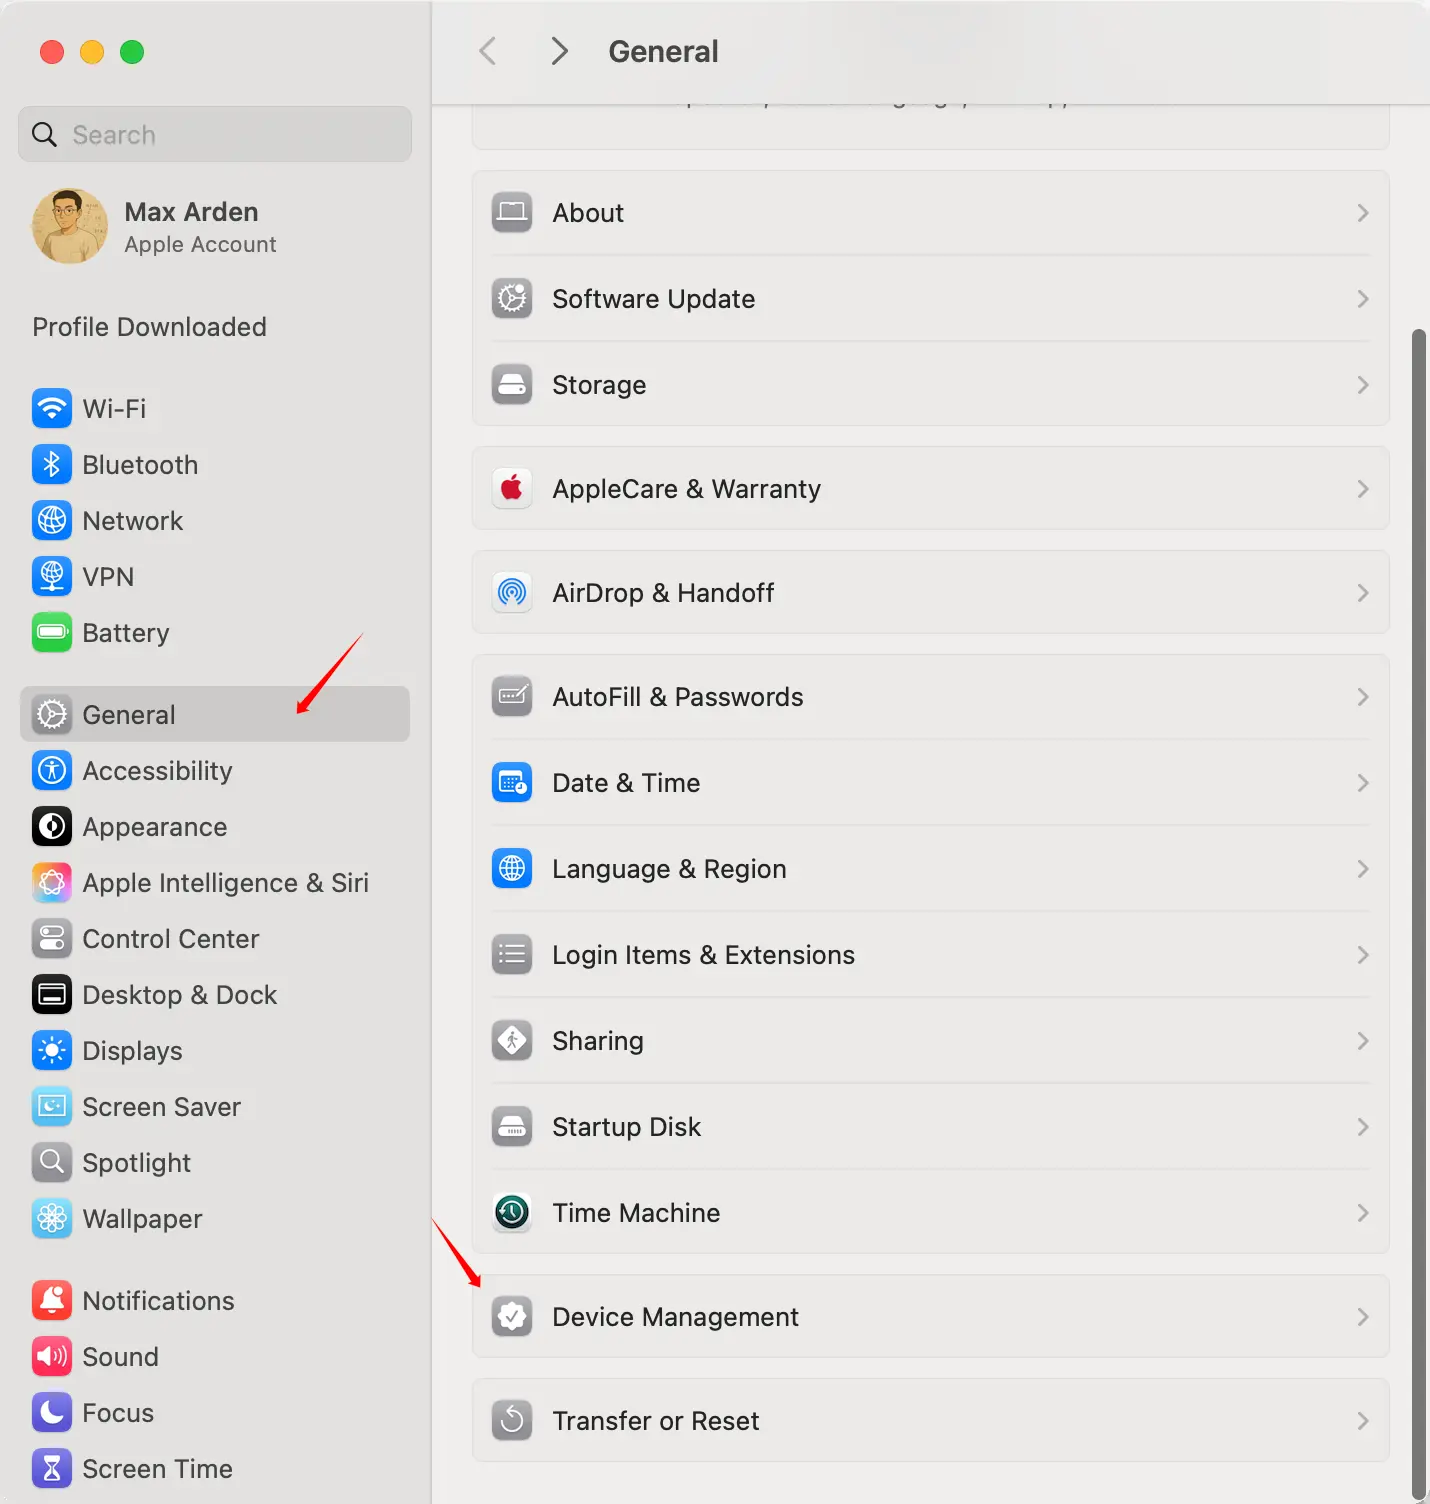 General
Search
Max Arden
Apple Account
Profile Downloaded
Wi-Fi
Bluetooth
Network
VPN
Battery
General
Accessibility
Appearance
Apple Intelligence & Siri
Control Center
Desktop & Dock
Displays
Screen Saver
Spotlight
Wallpaper
Notifications
Sound
Focus
Screen Time
About
Software Update
Storage
AppleCare & Warranty
AirDrop & Handoff
AutoFill & Passwords
Date & Time
Language & Region
Login Items & Extensions
Sharing
Startup Disk
Time Machine
Device Management
Transfer or Reset